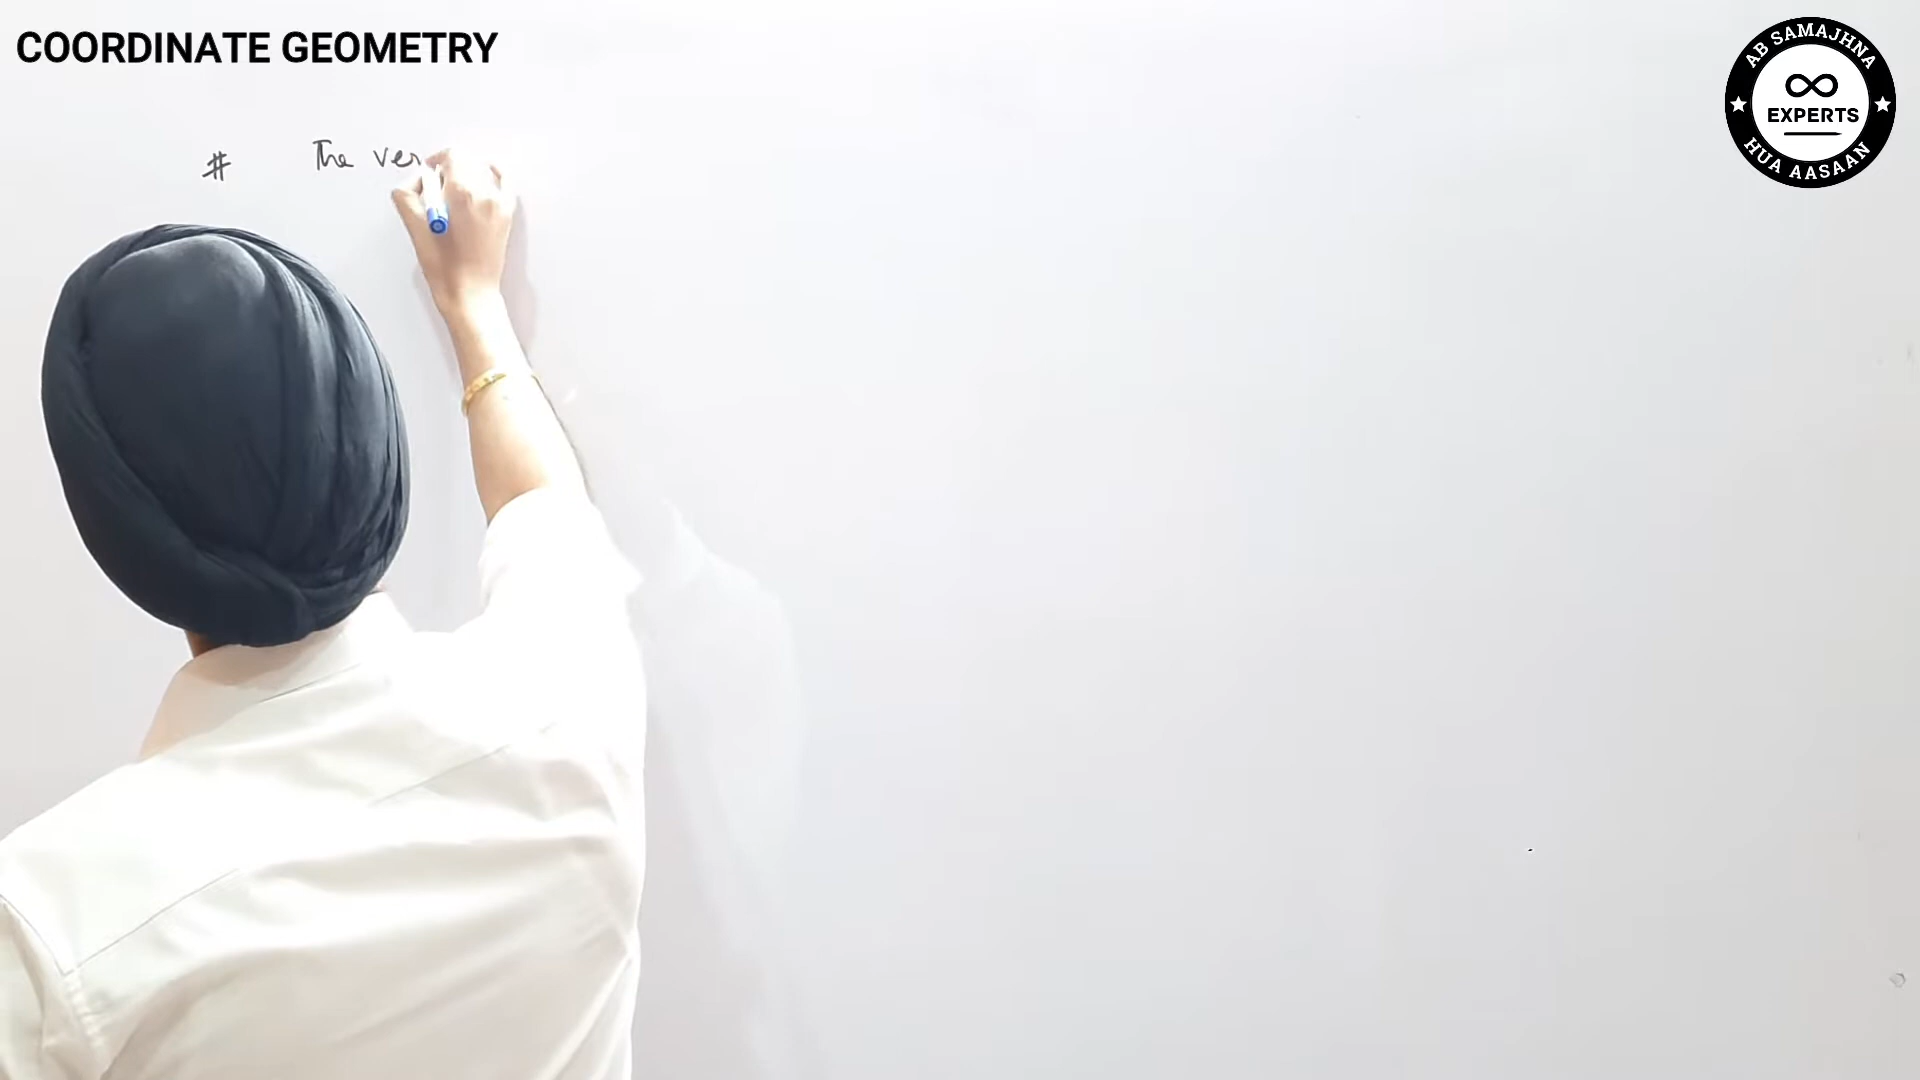 COORDINATE GEOMETRY
# The ver
AB SAMAJHNA
EXPERTS
HUA AASAAN